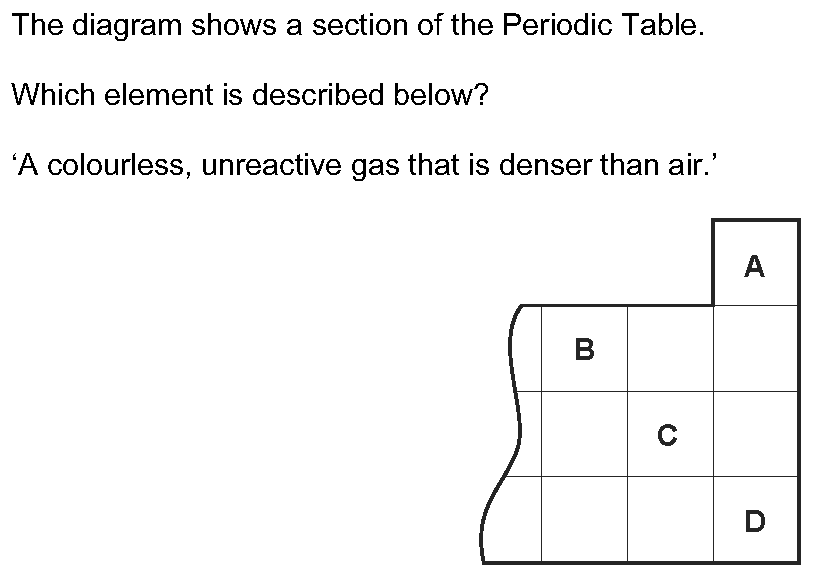 The diagram shows a section of the Periodic Table.
Which element is described below?
‘A colourless, unreactive gas that is denser than air.’
A
B
C
D